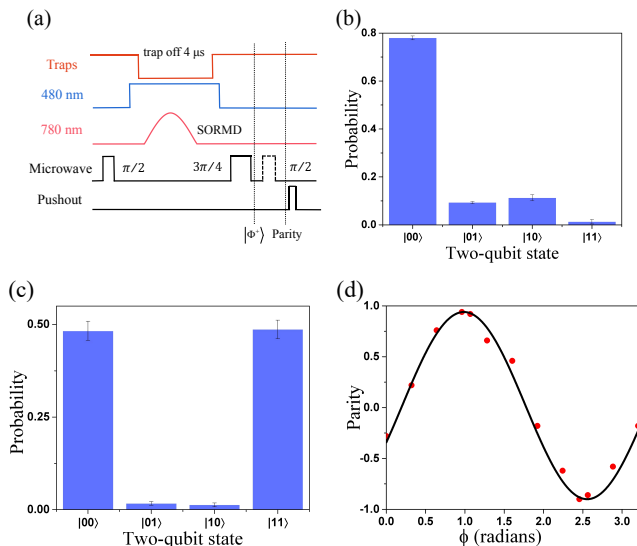 (a)
trap off 4 μs
Traps
480 nm
780 nm
SORMD
Microwave
π/2
3π/4
π/2
Pushout
|Φ⁺⟩
Parity
(b)
Probability
0.8
0.6
0.4
0.2
0.0
|00⟩ |01⟩ |10⟩ |11⟩
Two-qubit state
(c)
Probability
0.50
0.25
0.00
|00⟩ |01⟩ |10⟩ |11⟩
Two-qubit state
(d)
Parity
1.0
0.5
0.0
-0.5
-1.0
0.0 0.5 1.0 1.5 2.0 2.5 3.0
ϕ (radians)